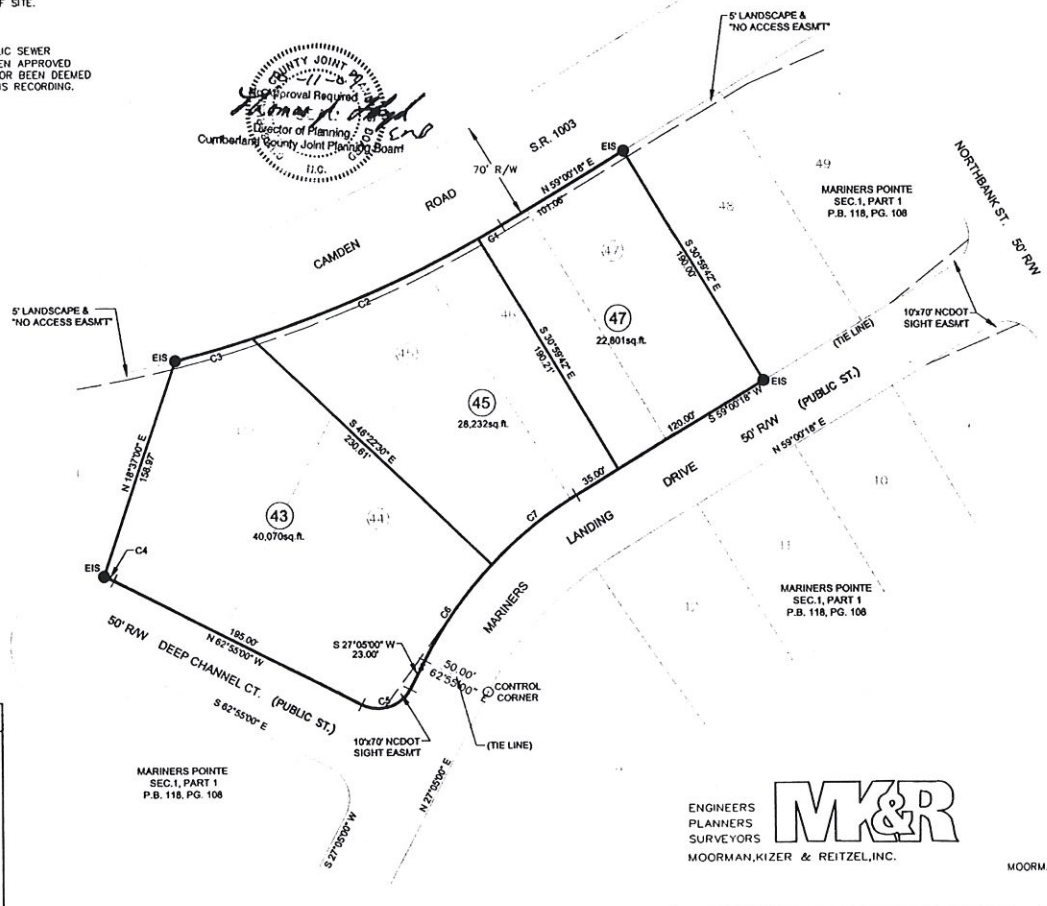 F SITE.
IC SEWER
EN APPROVED
OR BEEN DEEMED
IS RECORDING.
COUNTY JOINT
Approval Required
Director of Planning
Cumberland County Joint Planning Board
5' LANDSCAPE &
"NO ACCESS EASM'T"
S.R. 1003
70' R/W
ROAD
CAMDEN
EIS
N 59°00'18" E
101.06'
C1
49
48
MARINERS POINTE
SEC.1, PART 1
P.B. 118, PG. 108
NORTHBANK ST. 50' R/W
5' LANDSCAPE &
"NO ACCESS EASM'T"
C2
C3
EIS
(47)
47
22,801sq.ft.
S 30°59'42" E
190.00'
10'x70' NCDOT
SIGHT EASM'T
(TIE LINE)
46
S 30°59'42" E
190.21'
(45)
45
28,232sq.ft.
EIS
120.00'
S 59°00'18" W
50' R/W (PUBLIC ST.)
N 59°00'18" E
N 18°37'00" E
158.97'
S 46°22'30" E
230.61'
35.00'
DRIVE
10
43
40,070sq.ft.
(44)
C7
LANDING
11
EIS
C4
MARINERS
12
MARINERS POINTE
SEC.1, PART 1
P.B. 118, PG. 108
C6
195.00'
N 62°55'00" W
50' R/W DEEP CHANNEL CT. (PUBLIC ST.)
S 62°55'00" E
S 27°05'00" W
23.00'
50.00'
62°55'00"
E
CONTROL
CORNER
C5
10'x70' NCDOT
SIGHT EASM'T
(TIE LINE)
MARINERS POINTE
SEC.1, PART 1
P.B. 118, PG. 108
N 27°05'00" E
S 27°05'00" W
ENGINEERS
PLANNERS
SURVEYORS
MK&R
MOORMAN,KIZER & REITZEL,INC.
MOORM